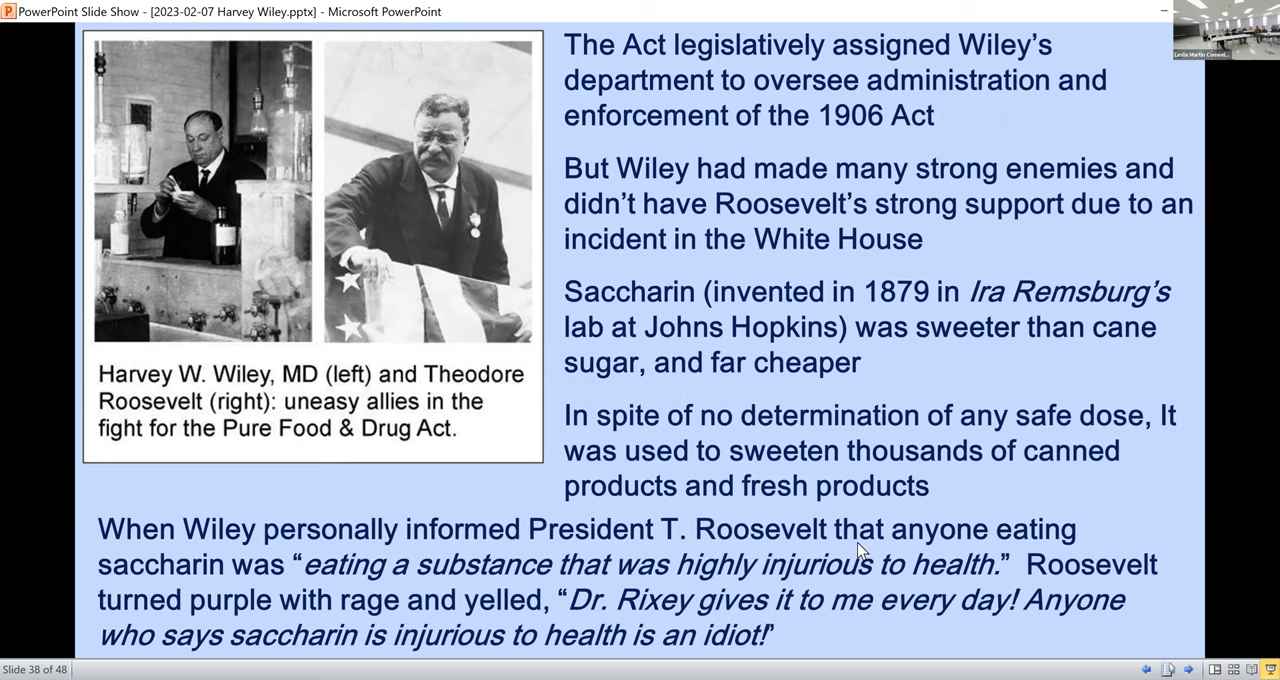 PowerPoint Slide Show - [2023-02-07 Harvey Wiley.pptx] - Microsoft PowerPoint
The Act legislatively assigned Wiley’s
department to oversee administration and
enforcement of the 1906 Act
But Wiley had made many strong enemies and
didn’t have Roosevelt’s strong support due to an
incident in the White House
Saccharin (invented in 1879 in Ira Remsburg’s
lab at Johns Hopkins) was sweeter than cane
sugar, and far cheaper
In spite of no determination of any safe dose, It
was used to sweeten thousands of canned
products and fresh products
Harvey W. Wiley, MD (left) and Theodore
Roosevelt (right): uneasy allies in the
fight for the Pure Food & Drug Act.
When Wiley personally informed President T. Roosevelt that anyone eating
saccharin was “eating a substance that was highly injurious to health.” Roosevelt
turned purple with rage and yelled, “Dr. Rixey gives it to me every day! Anyone
who says saccharin is injurious to health is an idiot!”
Slide 38 of 48